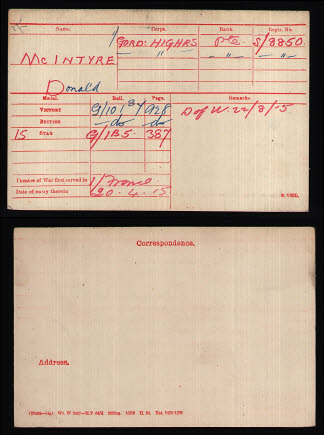 Name. Corps. Rank. Regtl. No.
McINTYRE 1/GORD: HIGHRS Pte. S/8850.
" " "
Donald
Medal. Roll. Page. Remarks.
VICTORY G/101 B4 928 D of W. 22/8/15
BRITISH do do
15 STAR G/1B5. 387
Theatre of War first served in 1/ France
Date of entry therein 20-4-15
Correspondence.
Address.